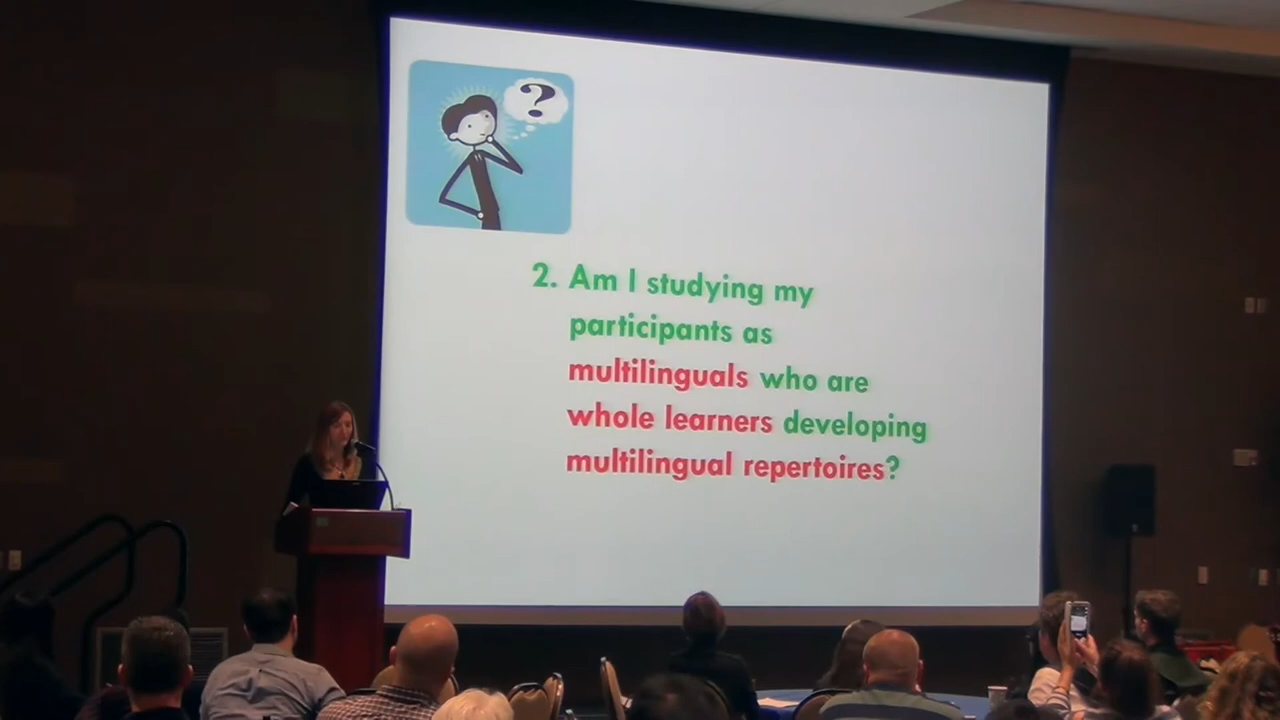 ?
2. Am I studying my
participants as
multilinguals who are
whole learners developing
multilingual repertoires?